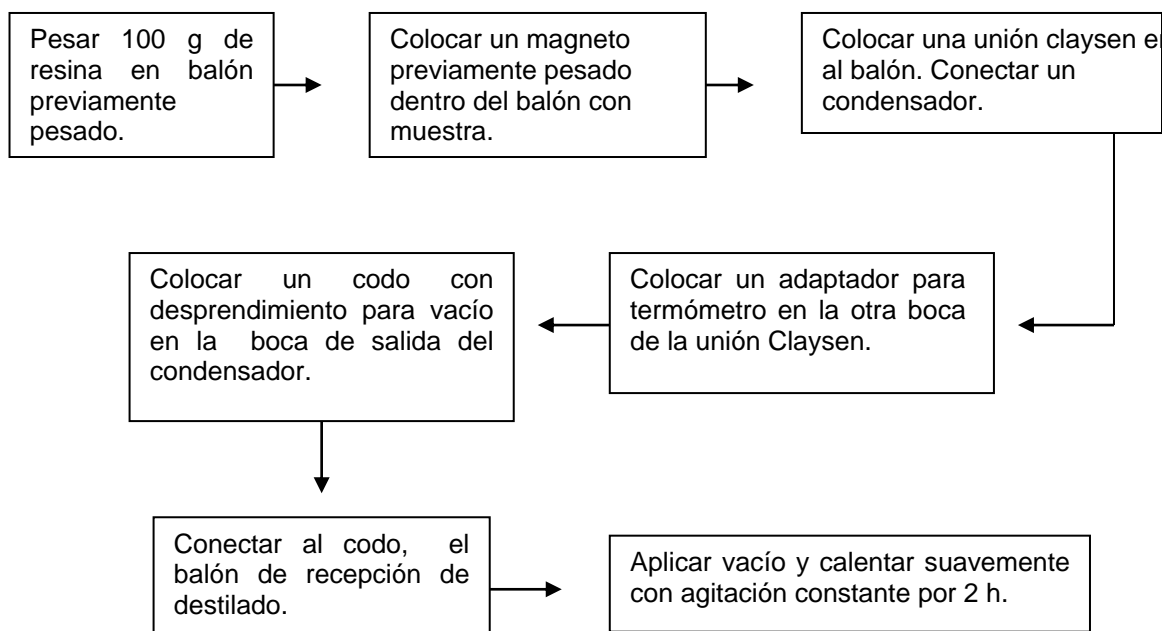 Pesar 100 g de
resina en balón
previamente
pesado.
Colocar un magneto
previamente pesado
dentro del balón con
muestra.
Colocar una unión claysen en
al balón. Conectar un
condensador.
Colocar un adaptador para
termómetro en la otra boca
de la unión Claysen.
Colocar un codo con
desprendimiento para vacío
en la boca de salida del
condensador.
Conectar al codo, el
balón de recepción de
destilado.
Aplicar vacío y calentar suavemente
con agitación constante por 2 h.